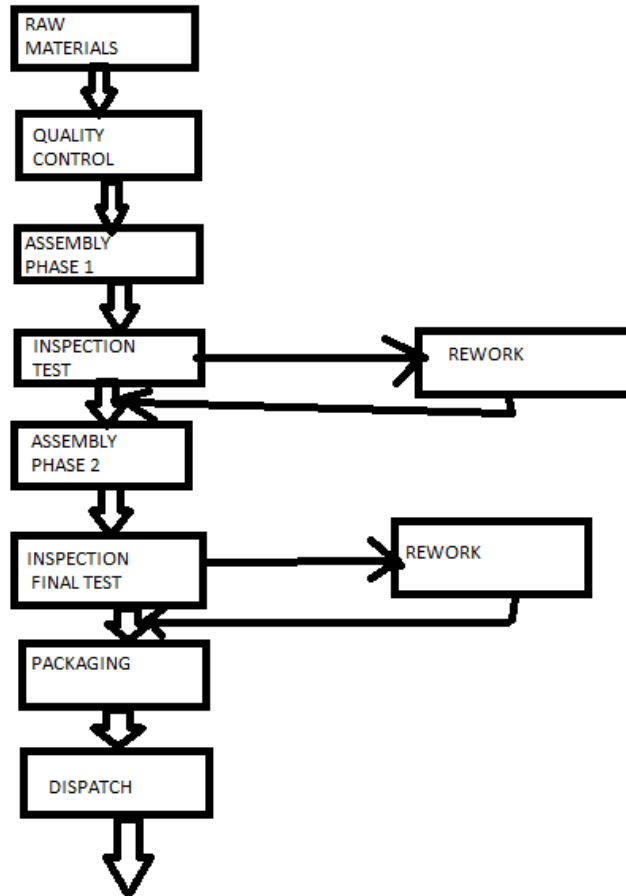 RAW
MATERIALS
QUALITY
CONTROL
ASSEMBLY
PHASE 1
INSPECTION
TEST
REWORK
ASSEMBLY
PHASE 2
INSPECTION
FINAL TEST
REWORK
PACKAGING
DISPATCH